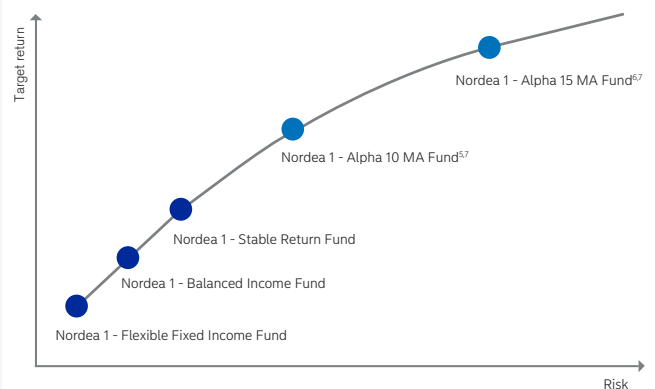 Target return
Nordea 1 - Alpha 15 MA Fund⁶,⁷
Nordea 1 - Alpha 10 MA Fund⁵,⁷
Nordea 1 - Stable Return Fund
Nordea 1 - Balanced Income Fund
Nordea 1 - Flexible Fixed Income Fund
Risk